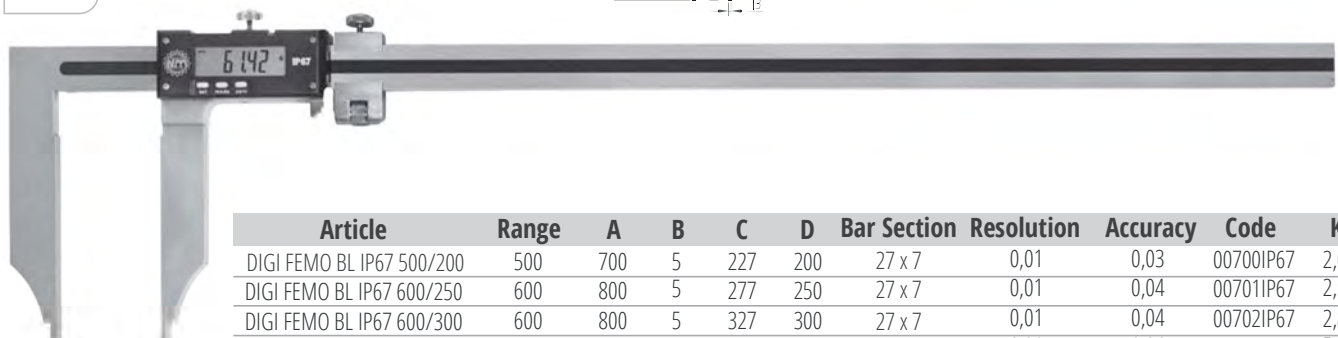 61.42
IP67
Article Range A B C D Bar Section Resolution Accuracy Code
DIGI FEMO BL IP67 500/200 500 700 5 227 200 27 x 7 0,01 0,03 00700IP67
DIGI FEMO BL IP67 600/250 600 800 5 277 250 27 x 7 0,01 0,04 00701IP67
DIGI FEMO BL IP67 600/300 600 800 5 327 300 27 x 7 0,01 0,04 00702IP67